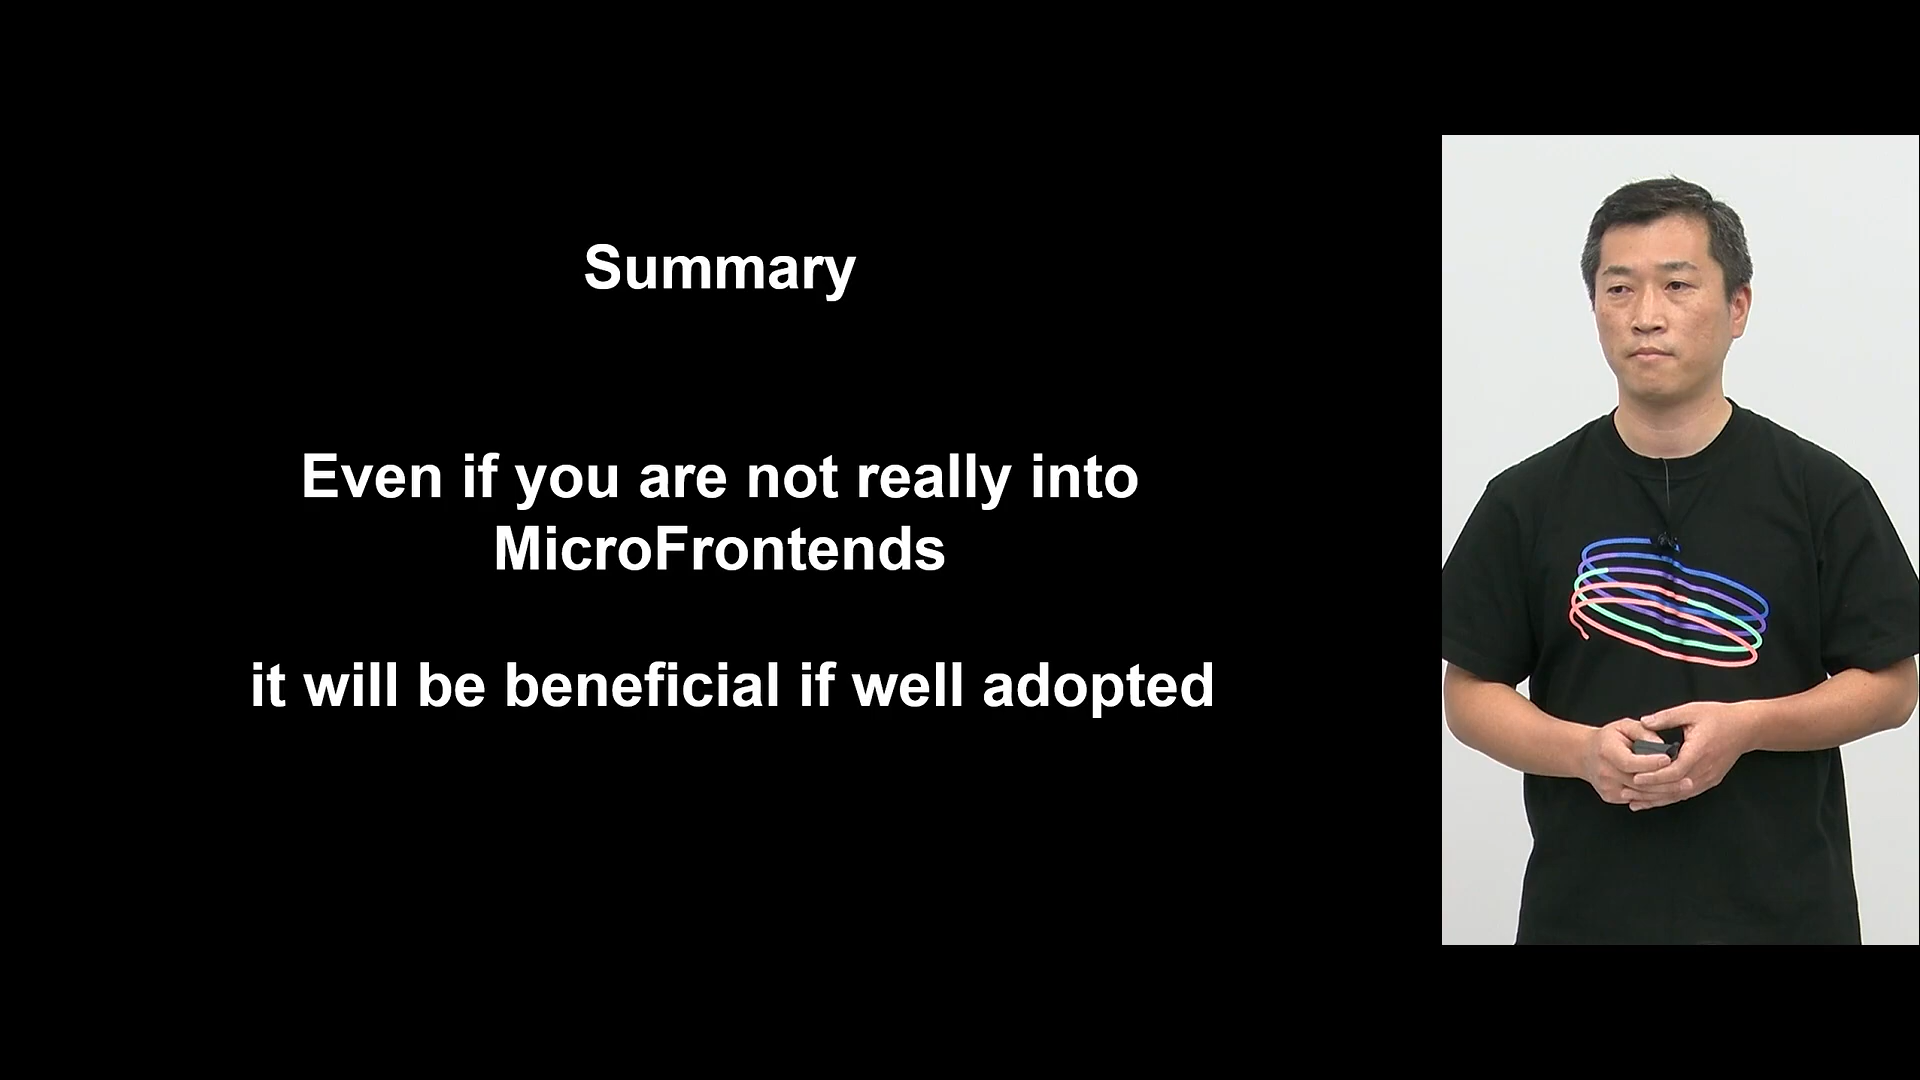 Summary
Even if you are not really into
MicroFrontends
it will be beneficial if well adopted